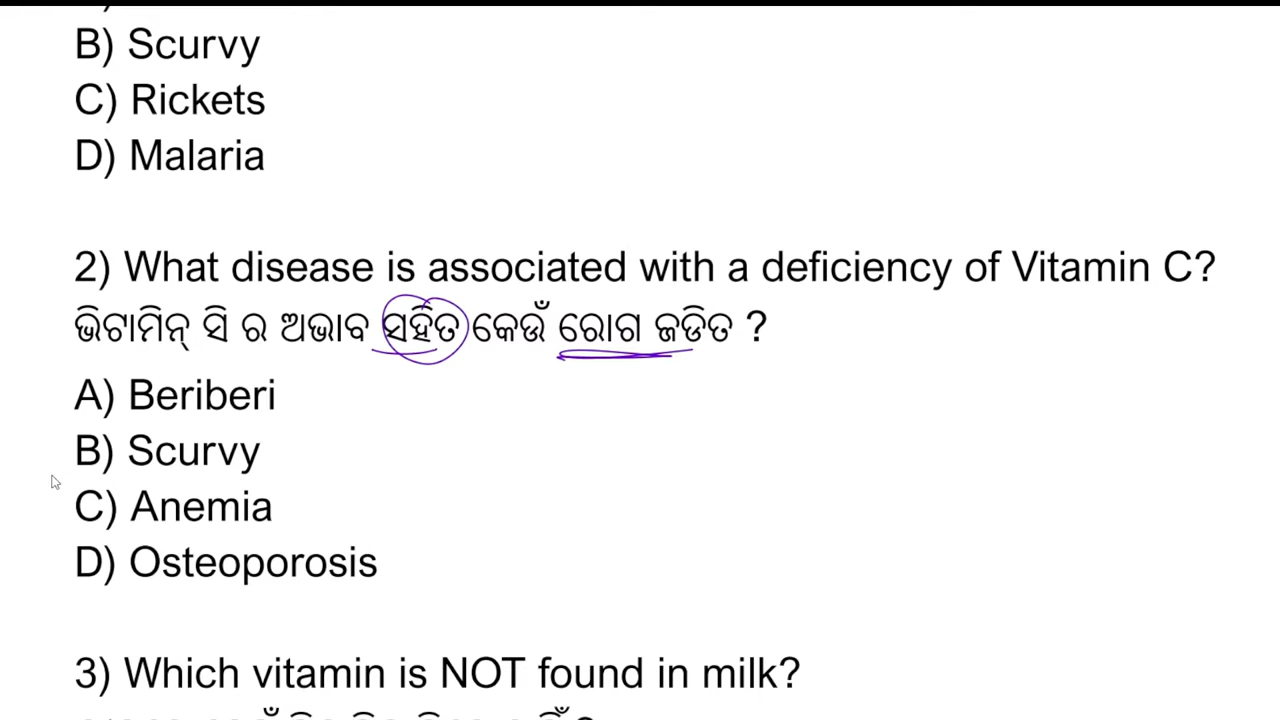 B) Scurvy
C) Rickets
D) Malaria
2) What disease is associated with a deficiency of Vitamin C?
ଭିଟାମିନ୍ ସି ର ଅଭାବ ସହିତ କେଉଁ ରୋଗ ଜଡିତ ?
A) Beriberi
B) Scurvy
C) Anemia
D) Osteoporosis
3) Which vitamin is NOT found in milk?